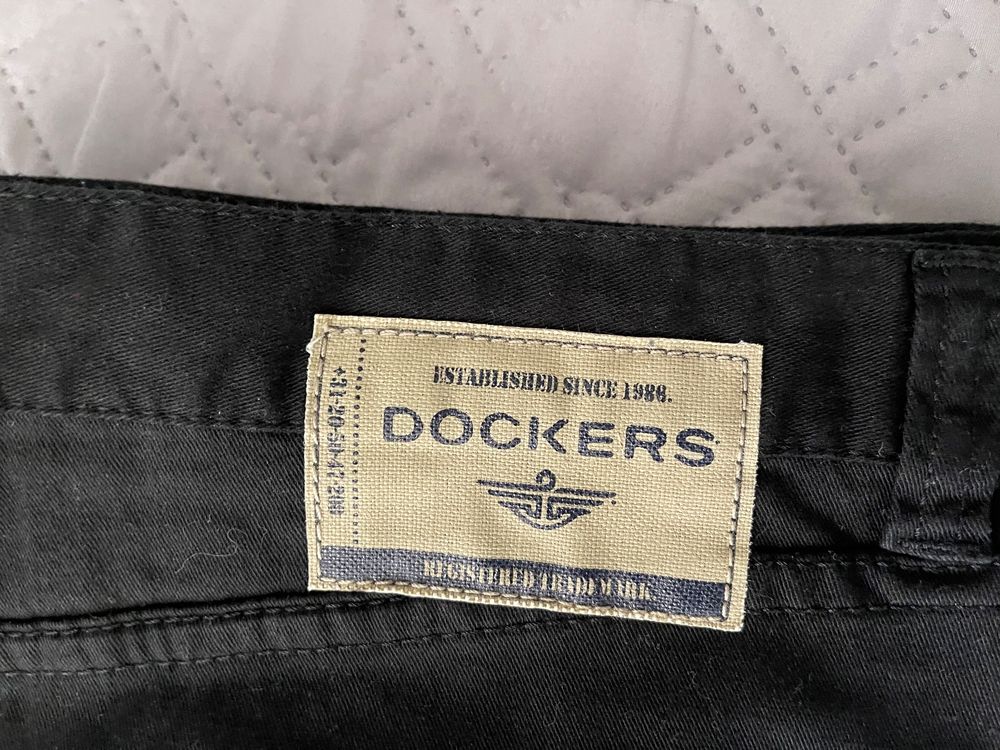 ESTABLISHED SINCE 1986.
DOCKERS
REGISTERED TRADE MARK